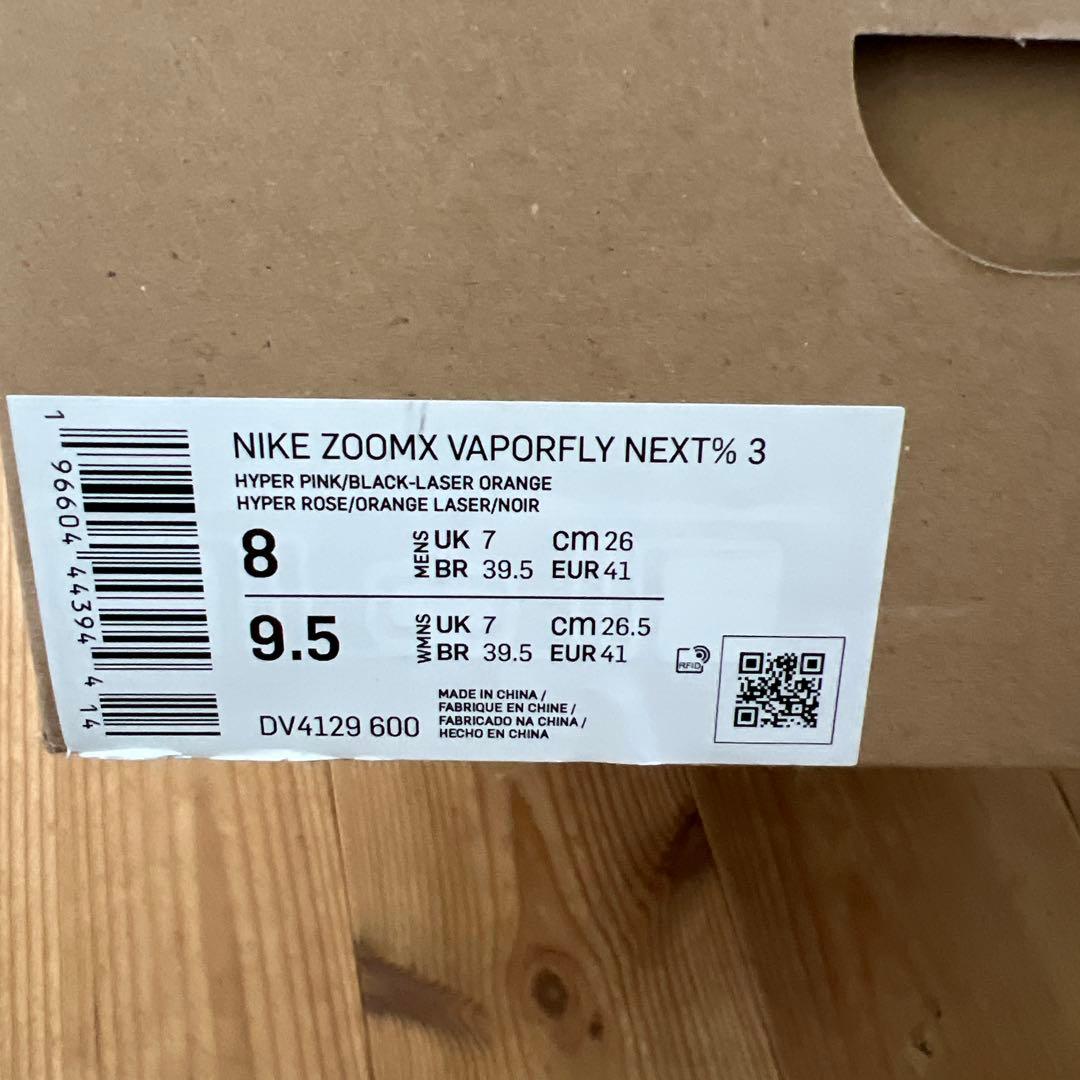 NIKE ZOOMX VAPORFLY NEXT% 3
HYPER PINK/BLACK-LASER ORANGE
HYPER ROSE/ORANGE LASER/NOIR
8 MENS UK 7 CM 26
BR 39.5 EUR 41
9.5 WMNS UK 7 CM 26.5
BR 39.5 EUR 41
RFID
DV4129 600
MADE IN CHINA /
FABRIQUE EN CHINE /
FABRICADO NA CHINA /
HECHO EN CHINA
1 96604 44394 4 14